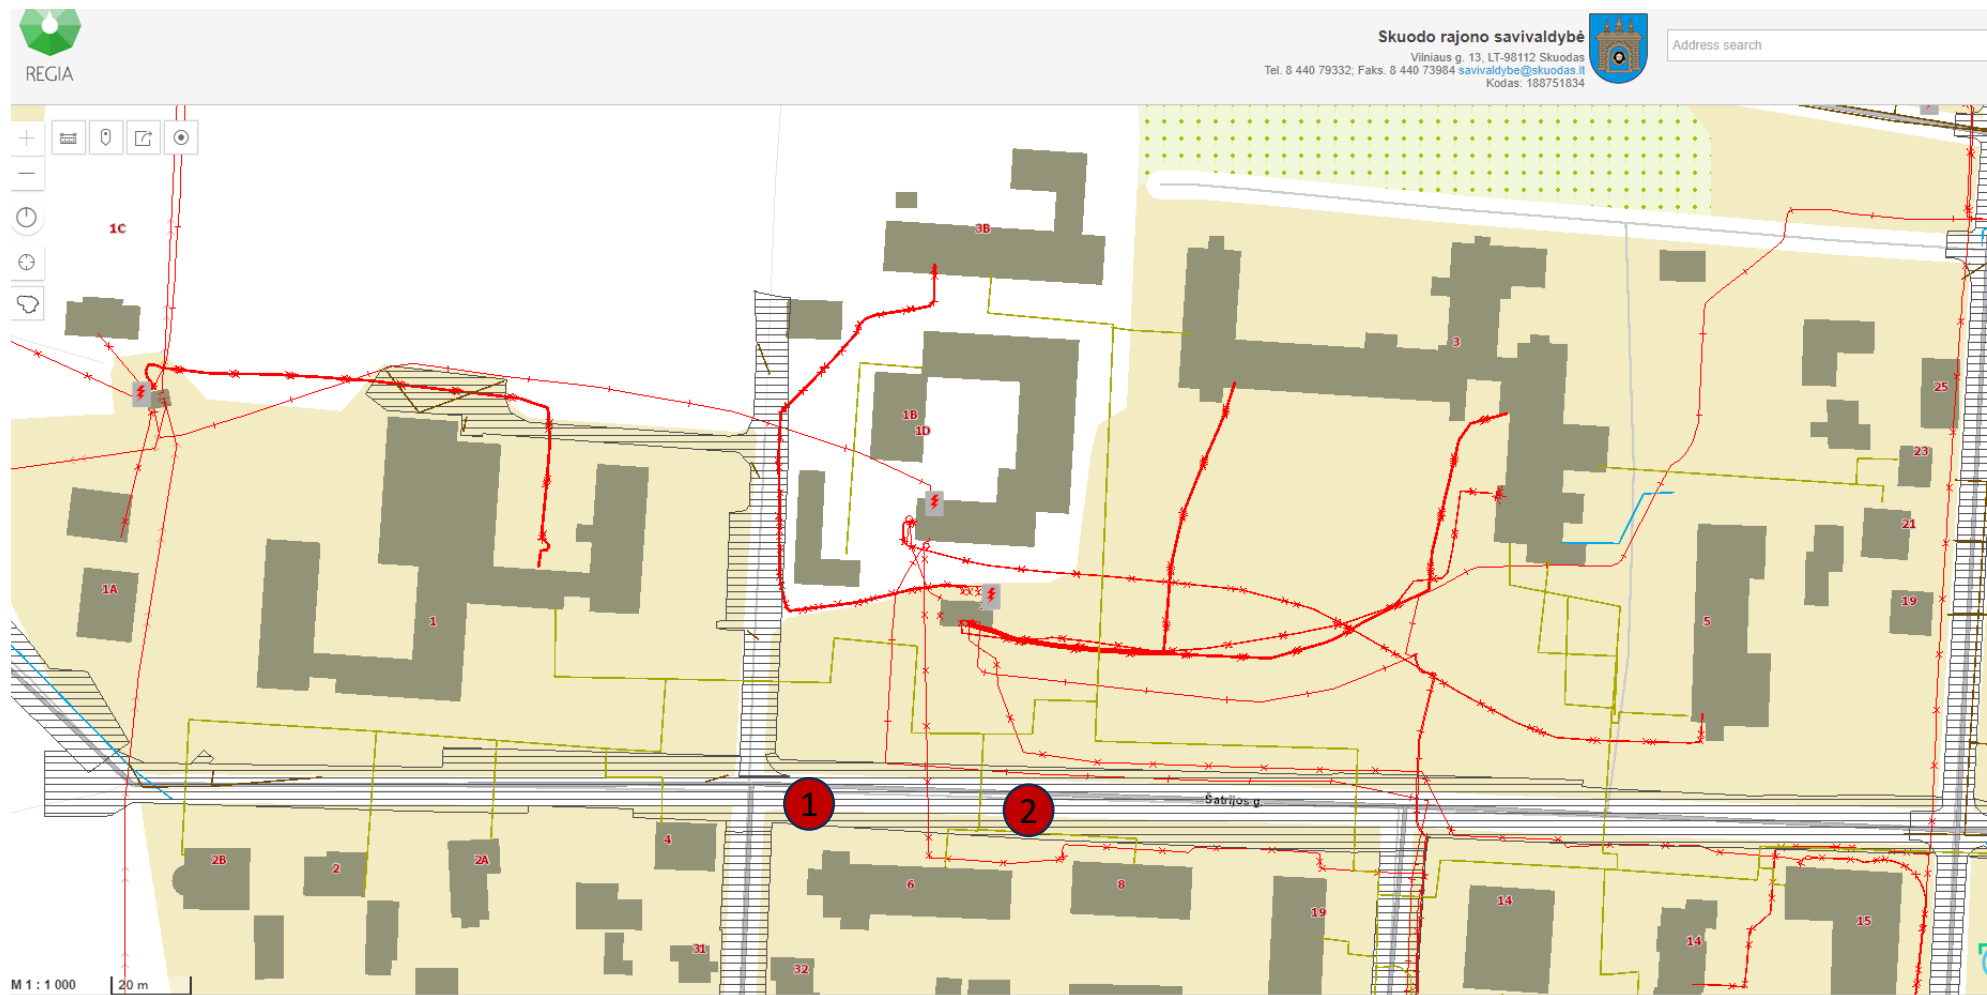 REGIA
Skuodo rajono savivaldybė
Vilniaus g. 13, LT-98112 Skuodas
Tel. 8 440 79332; Faks. 8 440 73984 savivaldybe@skuodas.lt
Kodas: 188751834
Address search
1C
3B
3
25
1B
1D
23
21
1A
19
1
5
1
2
Šatrijos g.
4
2B
2
2A
6
8
19
14
14
15
31
32
M 1 : 1 000
20 m